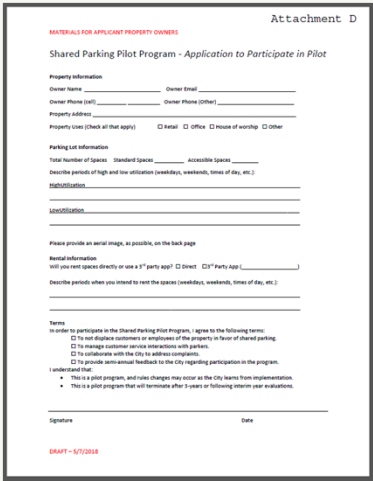 Attachment D
MATERIALS FOR APPLICANT PROPERTY OWNERS
Shared Parking Pilot Program - Application to Participate in Pilot
Property Information
Owner Name Owner Email
Owner Phone (cell) Owner Phone (Other)
Property Address
Property Uses (Check all that apply) ☐ Retail ☐ Office ☐ House of worship ☐ Other
Parking Lot Information
Total Number of Spaces Standard Spaces Accessible Spaces
Describe periods of high and low utilization (weekdays, weekends, times of day, etc.):
HighUtilization
LowUtilization
Please provide an aerial image, as possible, on the back page
Rental Information
Will you rent spaces directly or use a 3rd party app? ☐ Direct ☐3rd Party App ( )
Describe periods when you intend to rent the spaces (weekdays, weekends, times of day, etc.:
Terms
In order to participate in the Shared Parking Pilot Program, I agree to the following terms:
☐ To not displace customers or employees of the property in favor of shared parking.
☐ To manage customer service interactions with parkers.
☐ To collaborate with the City to address complaints.
☐ To provide semi-annual feedback to the City regarding participation in the program.
I understand that:
• This is a pilot program, and rules changes may occur as the City learns from implementation.
• This is a pilot program that will terminate after 3-years or following interim year evaluations.
Signature Date
DRAFT – 5/7/2018